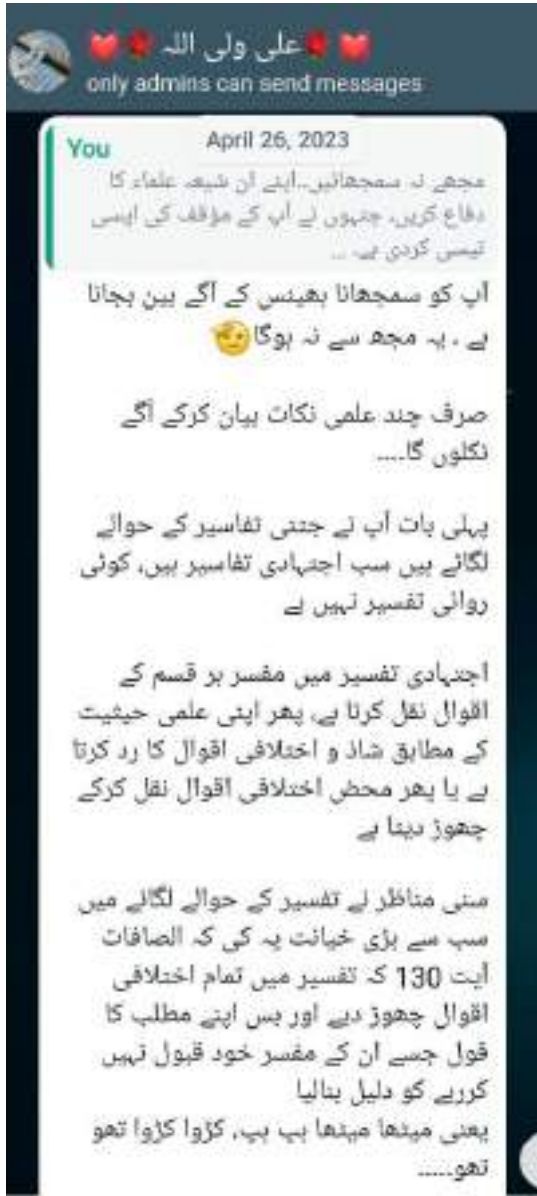 علی ولی اللہ
only admins can send messages
April 26, 2023
You
مجھے نہ سمجھائیں..اپنے ان شیعہ علماء کا
دفاع کریں، جنہوں نے آپ کے مؤقف کی ایسی
تیسی کردی ہے۔ ...
آپ کو سمجھانا بھینس کے آگے بین بجانا
ہے ، یہ مجھ سے نہ ہوگا🧐
صرف چند علمی نکات بیان کرکے آگے
نکلوں گا....
پہلی بات آپ نے جتنی تفاسیر کے حوالے
لگائے ہیں سب اجتہادی تفاسیر ہیں، کوئی
روائی تفسیر نہیں ہے
اجتہادی تفسیر میں مفسر ہر قسم کے
اقوال نقل کرتا ہے، پھر اپنی علمی حیثیت
کے مطابق شاذ و اختلافی اقوال کا رد کرتا
ہے یا پھر محض اختلافی اقوال نقل کرکے
چھوڑ دیتا ہے
سنی مناظر نے تفسیر کے حوالے لگانے میں
سب سے بڑی خیانت یہ کی کہ الصافات
آیت 130 کہ تفسیر میں تمام اختلافی
اقوال چھوڑ دیے اور بس اپنے مطلب کا
قول جسے ان کے مفسر خود قبول نہیں
کررہے کو دلیل بنالیا
یعنی میٹھا میٹھا ہپ ہپ، کڑوا کڑوا تھو
تھو.....